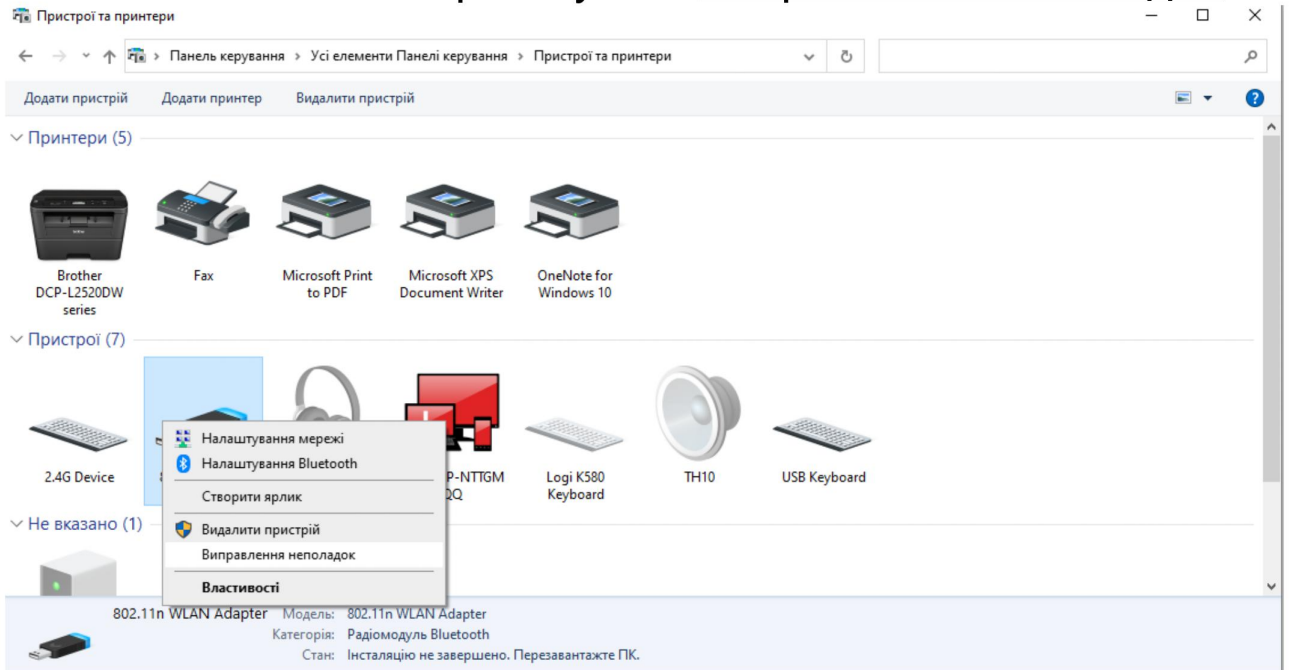 Пристрої та принтери
Панель керування › Усі елементи Панелі керування › Пристрої та принтери
Додати пристрій Додати принтер Видалити пристрій
Принтери (5)
Brother
DCP-L2520DW
series
Fax
Microsoft Print
to PDF
Microsoft XPS
Document Writer
OneNote for
Windows 10
Пристрої (7)
2.4G Device
P-NTTGM
QQ
Logi K580
Keyboard
TH10
USB Keyboard
Налаштування мережі
Налаштування Bluetooth
Створити ярлик
Видалити пристрій
Виправлення неполадок
Властивості
Не вказано (1)
802.11n WLAN Adapter Модель: 802.11n WLAN Adapter
Категорія: Радіомодуль Bluetooth
Стан: Інсталяцію не завершено. Перезавантажте ПК.